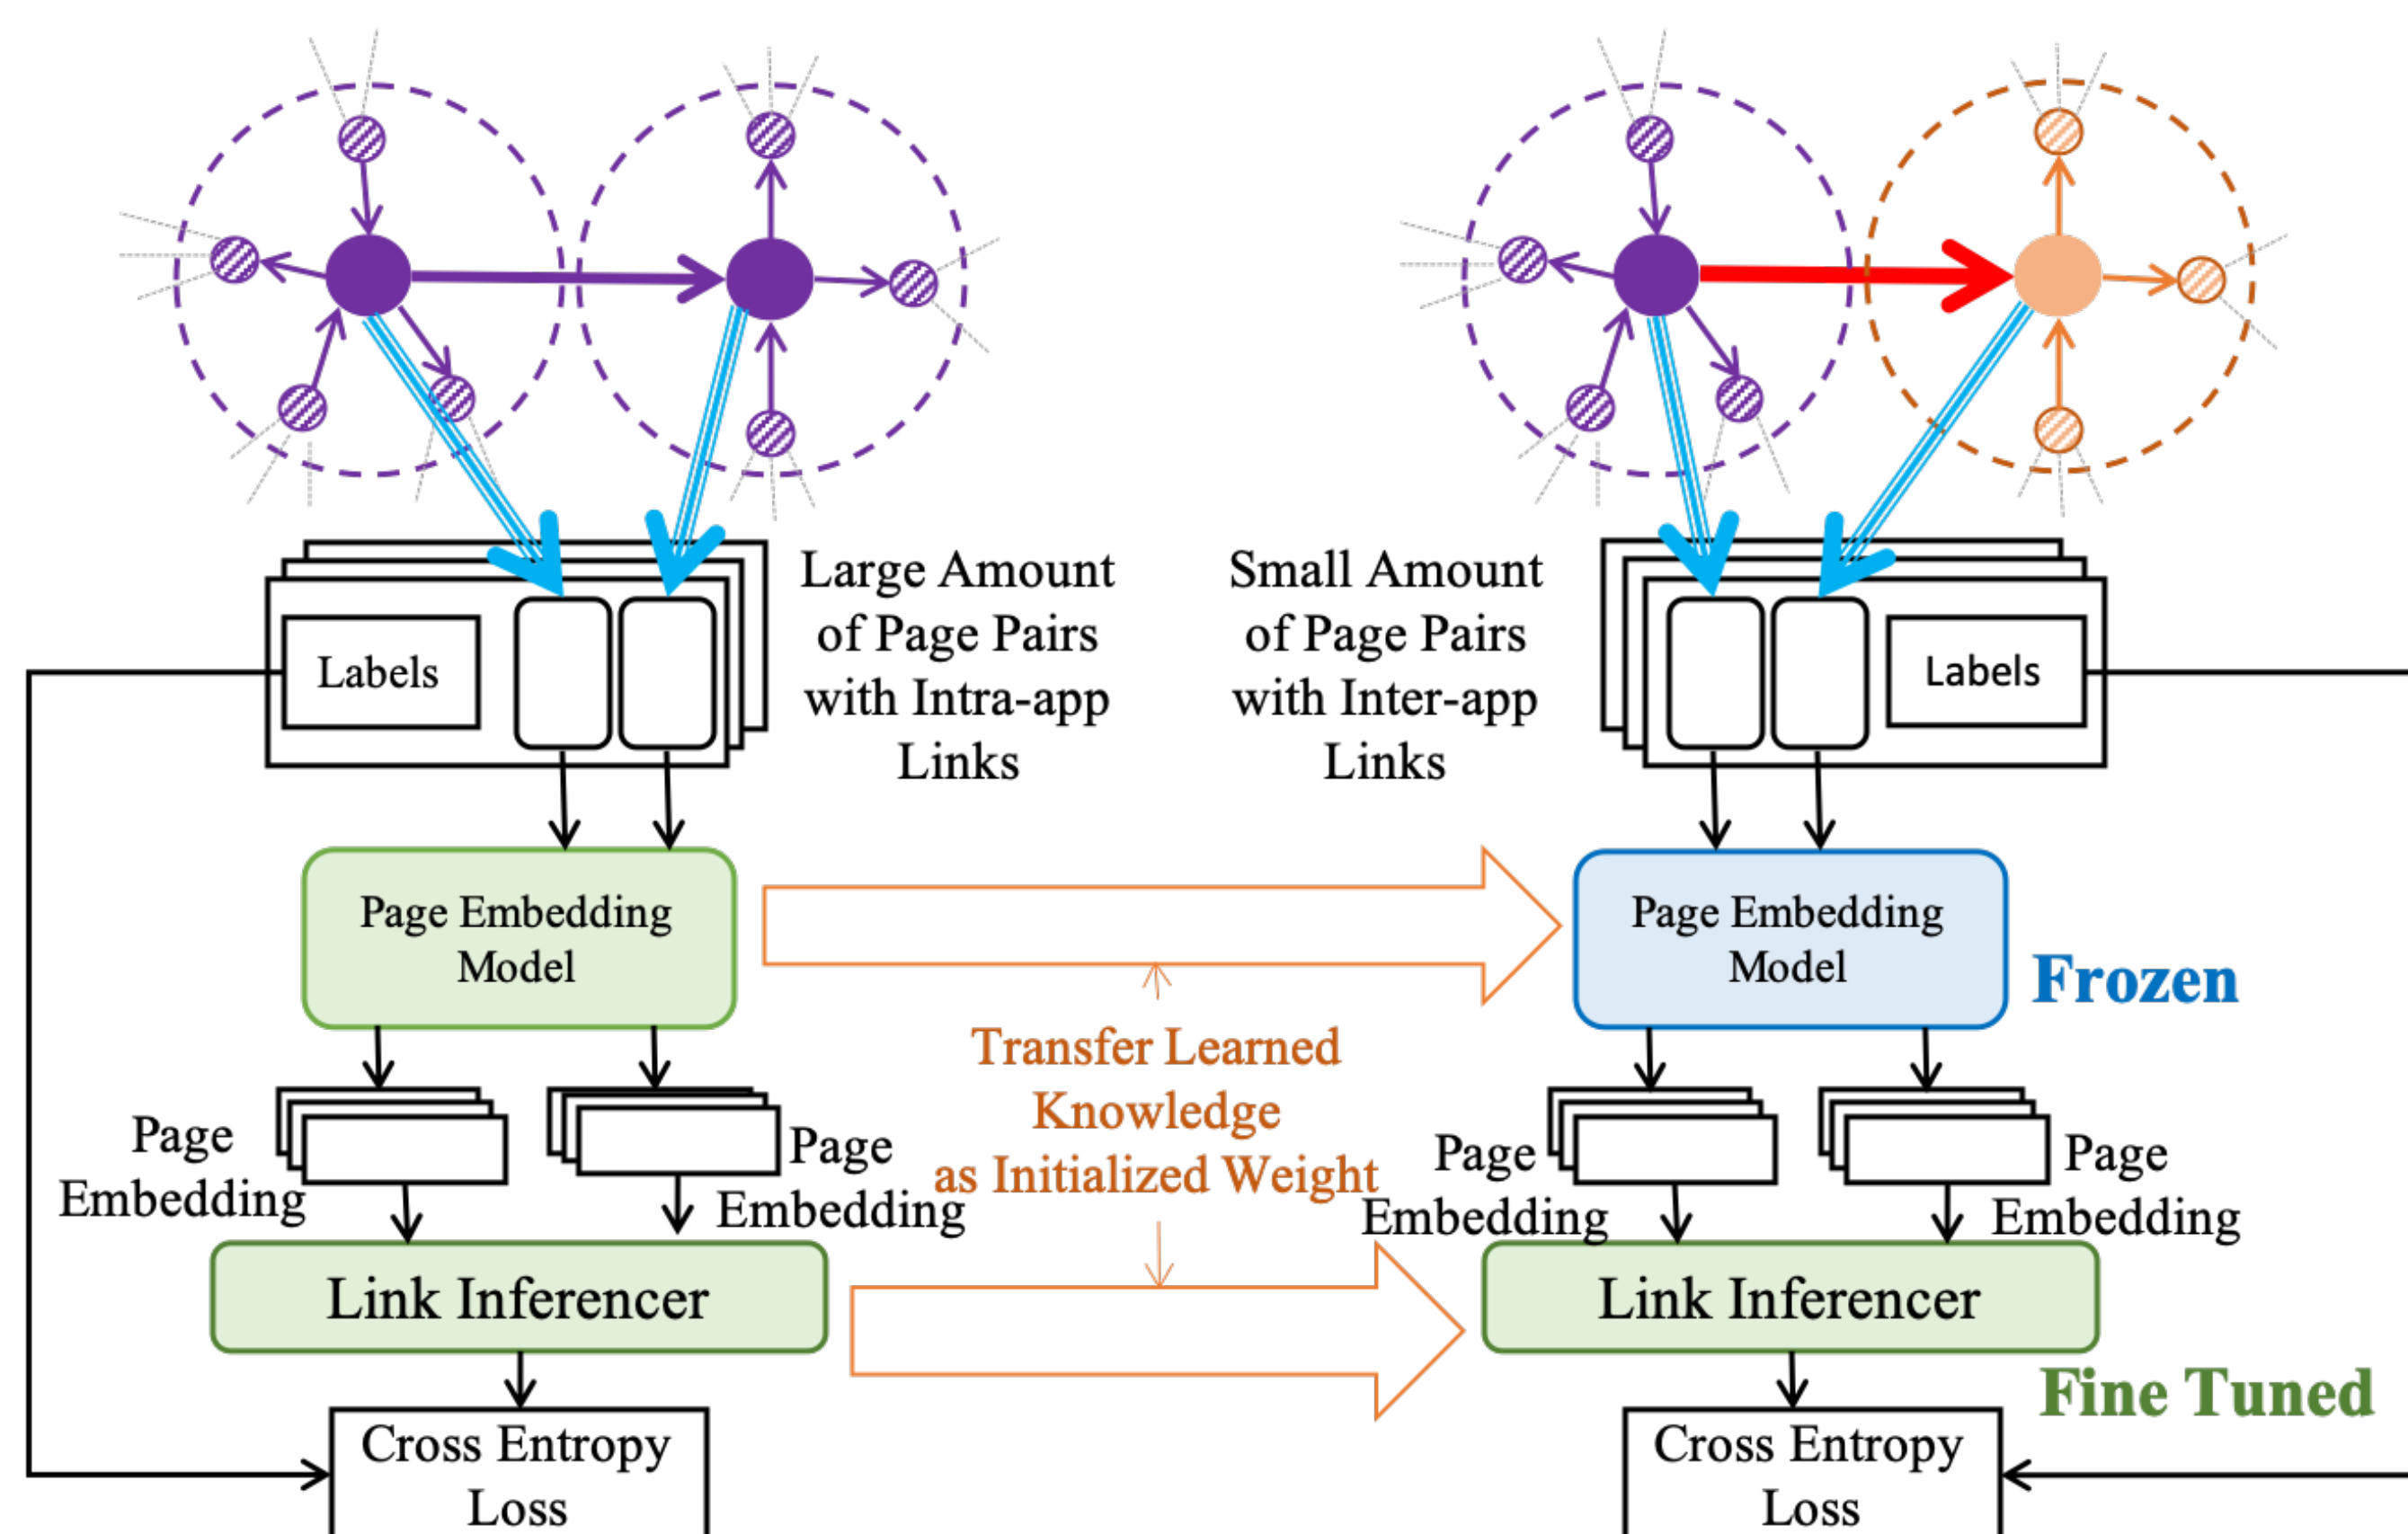 Large Amount
of Page Pairs
with Intra-app
Links
Small Amount
of Page Pairs
with Inter-app
Links
Labels
Labels
Page Embedding
Model
Page Embedding
Model
Frozen
Transfer Learned
Knowledge
as Initialized Weight
Page
Embedding
Page
Embedding
Page
Embedding
Page
Embedding
Link Inferencer
Link Inferencer
Fine Tuned
Cross Entropy
Loss
Cross Entropy
Loss